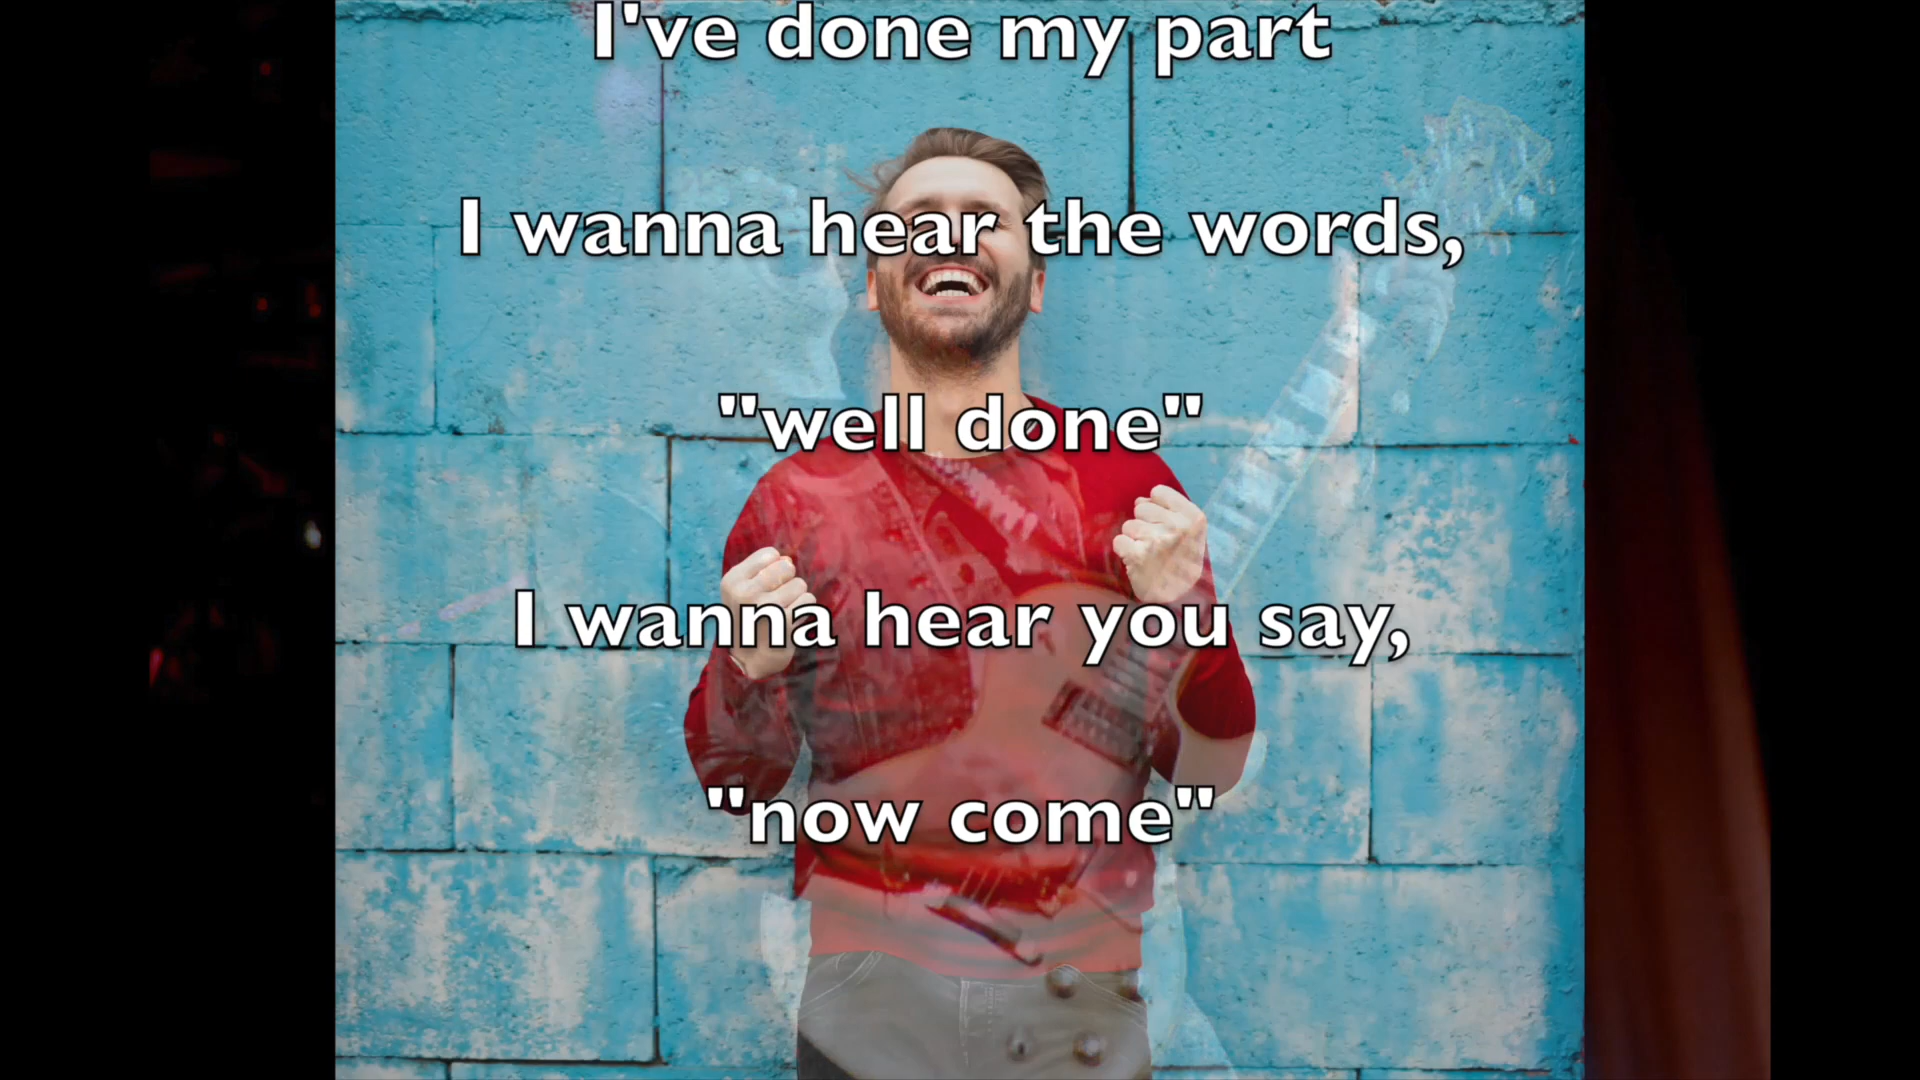 I've done my part
I wanna hear the words,
"well done"
I wanna hear you say,
"now come"